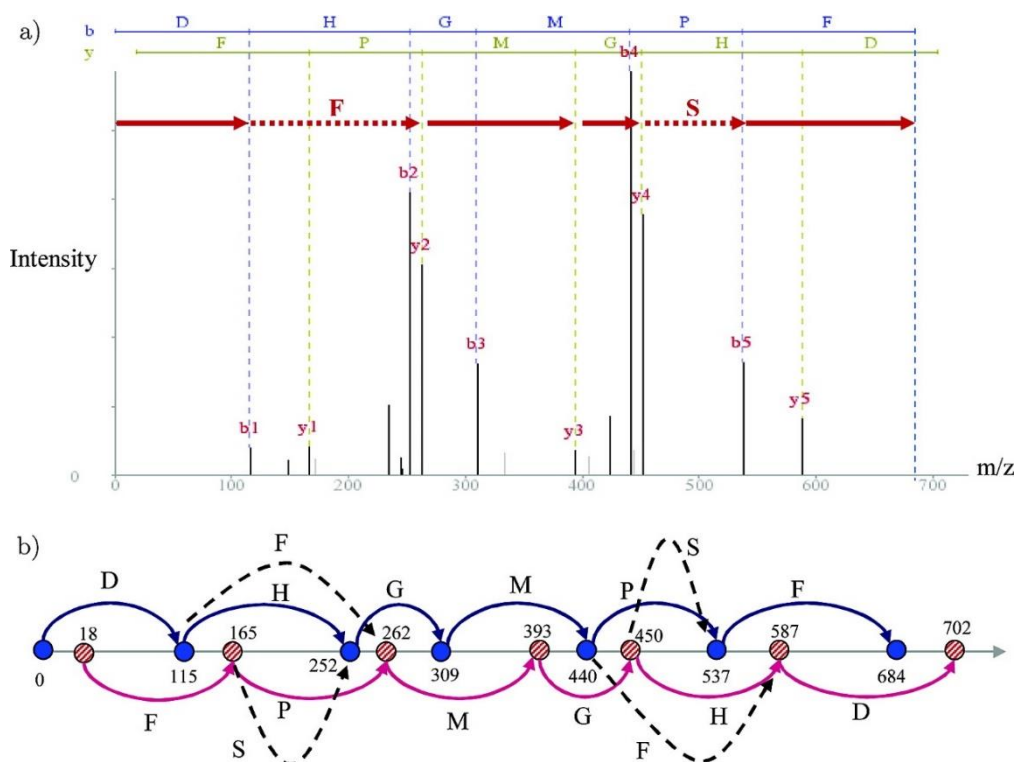 a)
b D H G M P F
y F P M G H D
b4
F S
b2
y4
Intensity
y2
b3
b5
y5
b1 y1 y3
0
m/z
0 100 200 300 400 500 600 700
b)
F S
D H G M P F
18 165 262 393 450 587 702
0 115 252 309 440 537 684
F P M G H D
S F